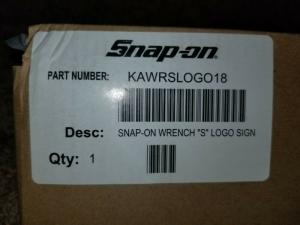 Snap-on
PART NUMBER: KAWRSLOGO18
Desc: SNAP-ON WRENCH "S" LOGO SIGN
Qty: 1